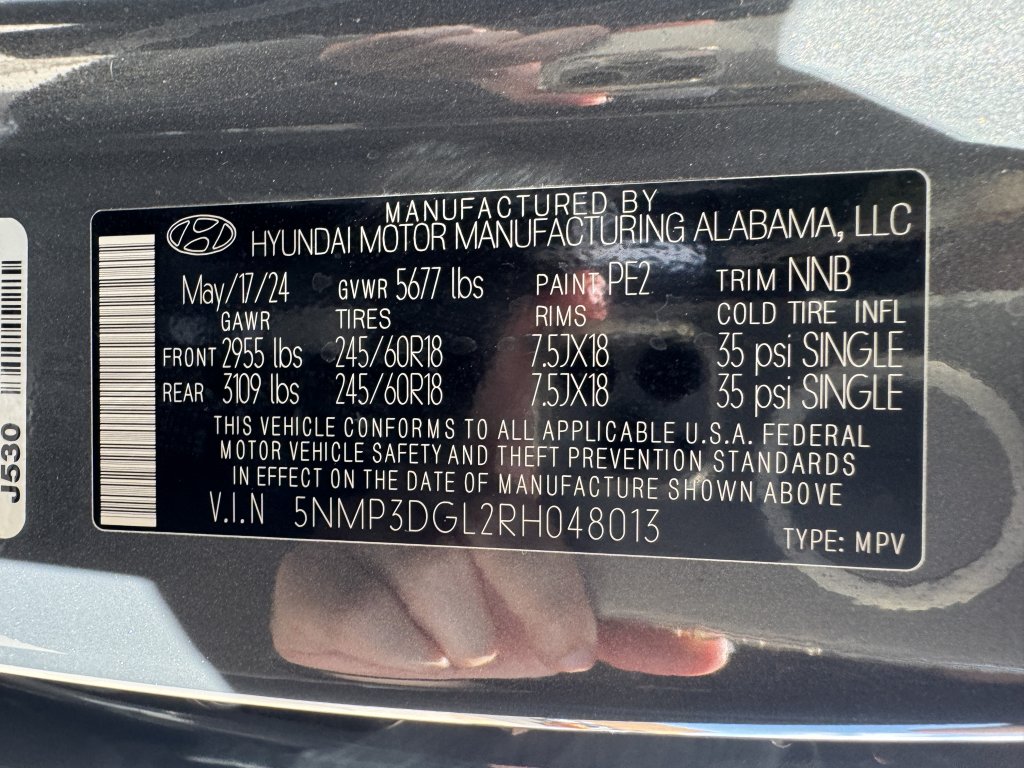 MANUFACTURED BY
HYUNDAI MOTOR MANUFACTURING ALABAMA, LLC
May/17/24 GVWR 5677 lbs PAINT PE2 TRIM NNB
GAWR TIRES RIMS COLD TIRE INFL
FRONT 2955 lbs 245/60R18 7.5JX18 35 psi SINGLE
REAR 3109 lbs 245/60R18 7.5JX18 35 psi SINGLE
THIS VEHICLE CONFORMS TO ALL APPLICABLE U.S.A. FEDERAL
MOTOR VEHICLE SAFETY AND THEFT PREVENTION STANDARDS
IN EFFECT ON THE DATE OF MANUFACTURE SHOWN ABOVE
V.I.N 5NMP3DGL2RH048013
TYPE: MPV
J530